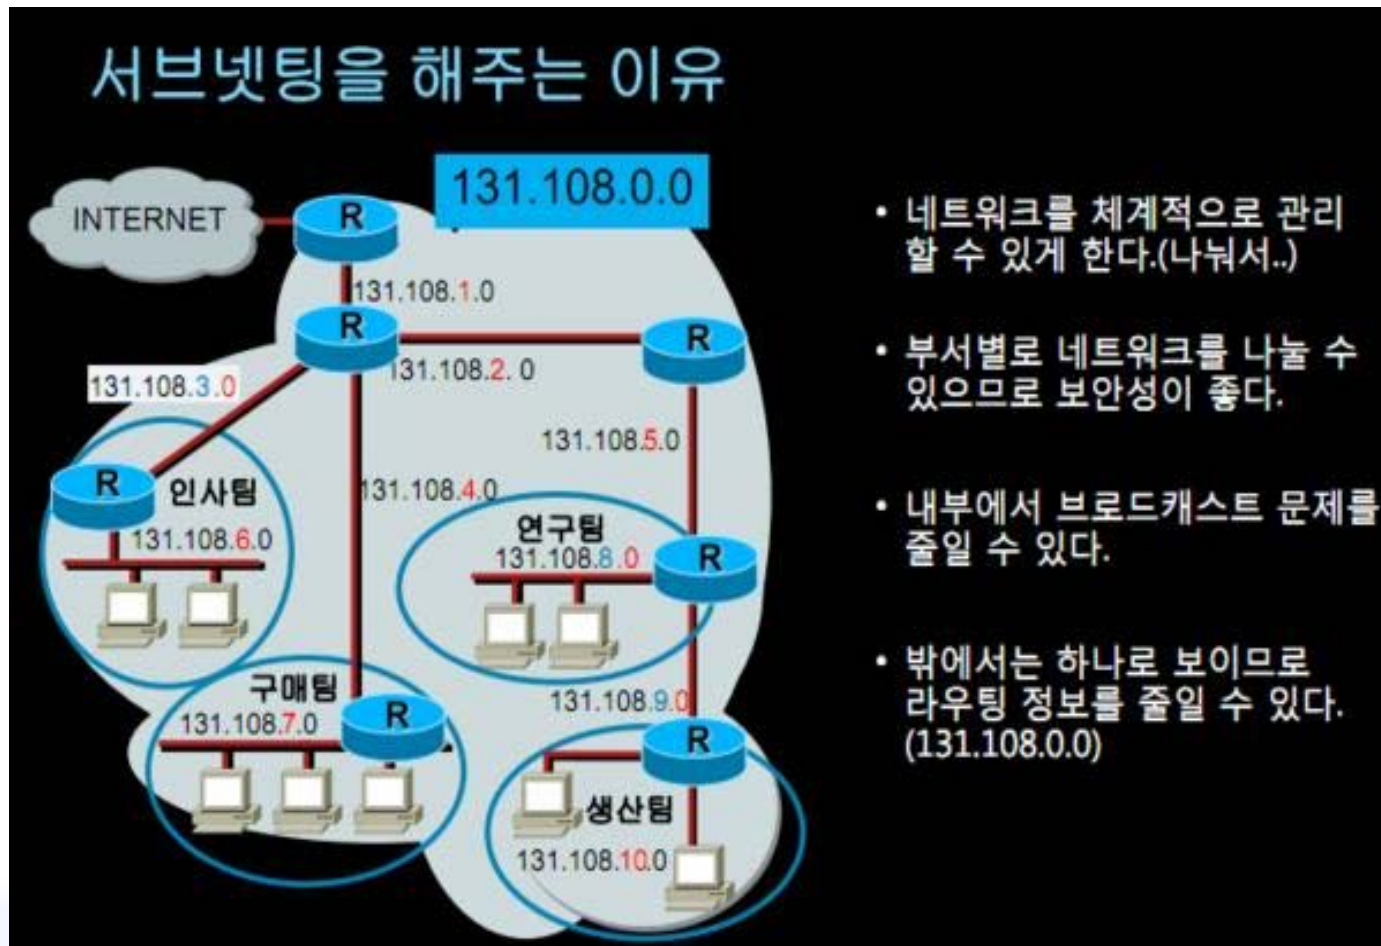 서브넷팅을 해주는 이유
131.108.0.0
INTERNET
R
131.108.1.0
R
R
131.108.2. 0
131.108.3.0
131.108.5.0
R
인사팀
131.108.4.0
131.108.6.0
연구팀
131.108.8.0
R
구매팀
131.108.7.0
R
131.108.9.0
R
생산팀
131.108.10.0
• 네트워크를 체계적으로 관리
할 수 있게 한다.(나눠서..)
• 부서별로 네트워크를 나눌 수
있으므로 보안성이 좋다.
• 내부에서 브로드캐스트 문제를
줄일 수 있다.
• 밖에서는 하나로 보이므로
라우팅 정보를 줄일 수 있다.
(131.108.0.0)